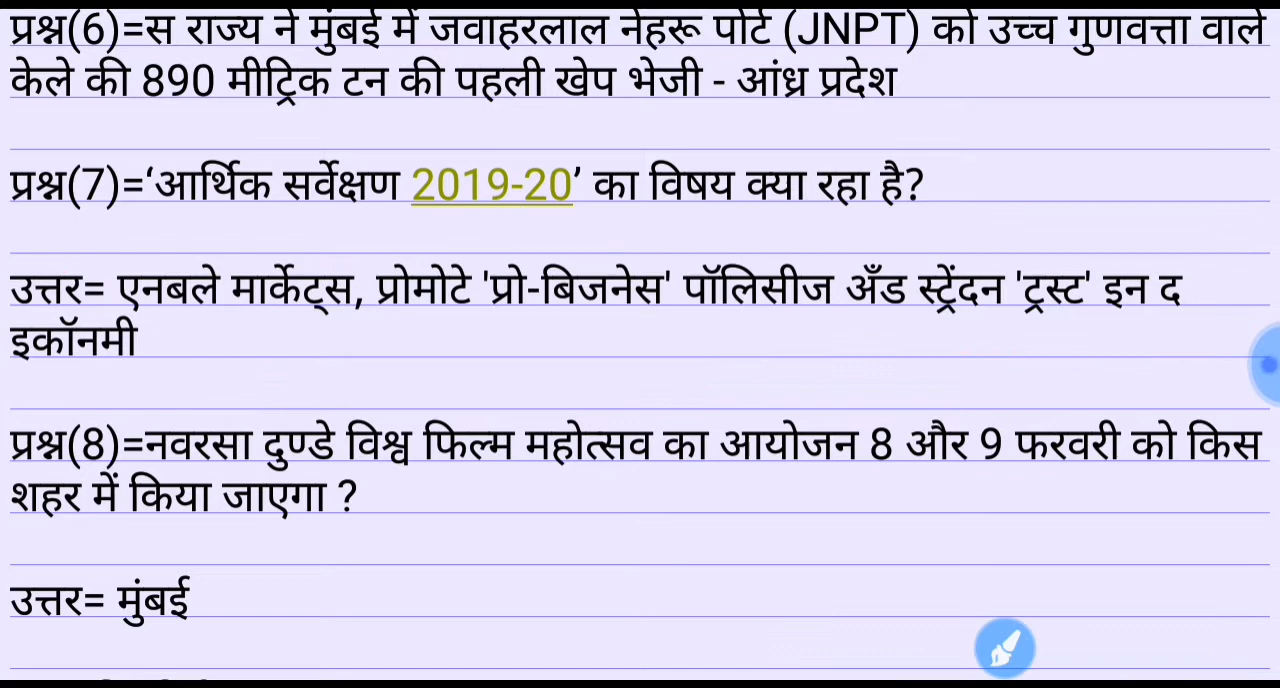 प्रश्न(6)=स राज्य ने मुंबई में जवाहरलाल नेहरू पोर्ट (JNPT) को उच्च गुणवत्ता वाले
केले की 890 मीट्रिक टन की पहली खेप भेजी - आंध्र प्रदेश
प्रश्न(7)=‘आर्थिक सर्वेक्षण 2019-20’ का विषय क्या रहा है?
उत्तर= एनबले मार्केट्स, प्रोमोटे 'प्रो-बिजनेस' पॉलिसीज अँड स्ट्रेंदन 'ट्रस्ट' इन द
इकॉनमी
प्रश्न(8)=नवरसा दुण्डे विश्व फिल्म महोत्सव का आयोजन 8 और 9 फरवरी को किस
शहर में किया जाएगा ?
उत्तर= मुंबई